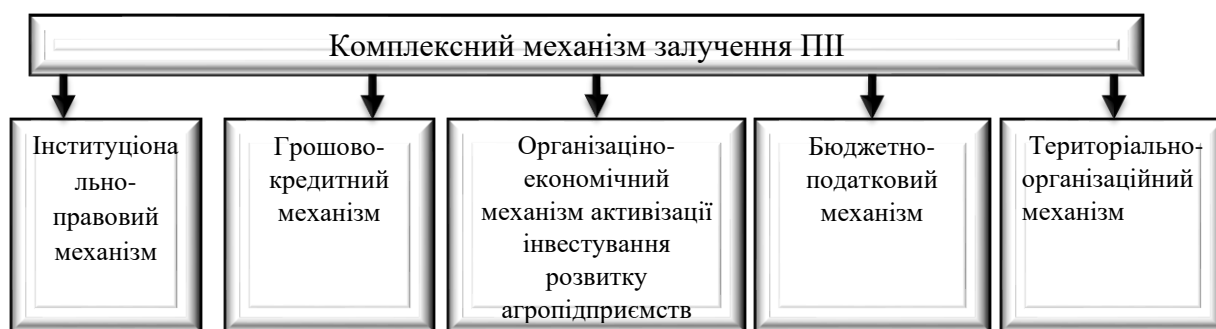 Комплексний механізм залучення ПІІ
Інституціона
льно-
правовий
механізм
Грошово-
кредитний
механізм
Організаціно-
економічний
механізм активізації
інвестування
розвитку
агропідприємств
Бюджетно-
податковий
механізм
Територіально-
організаційний
механізм